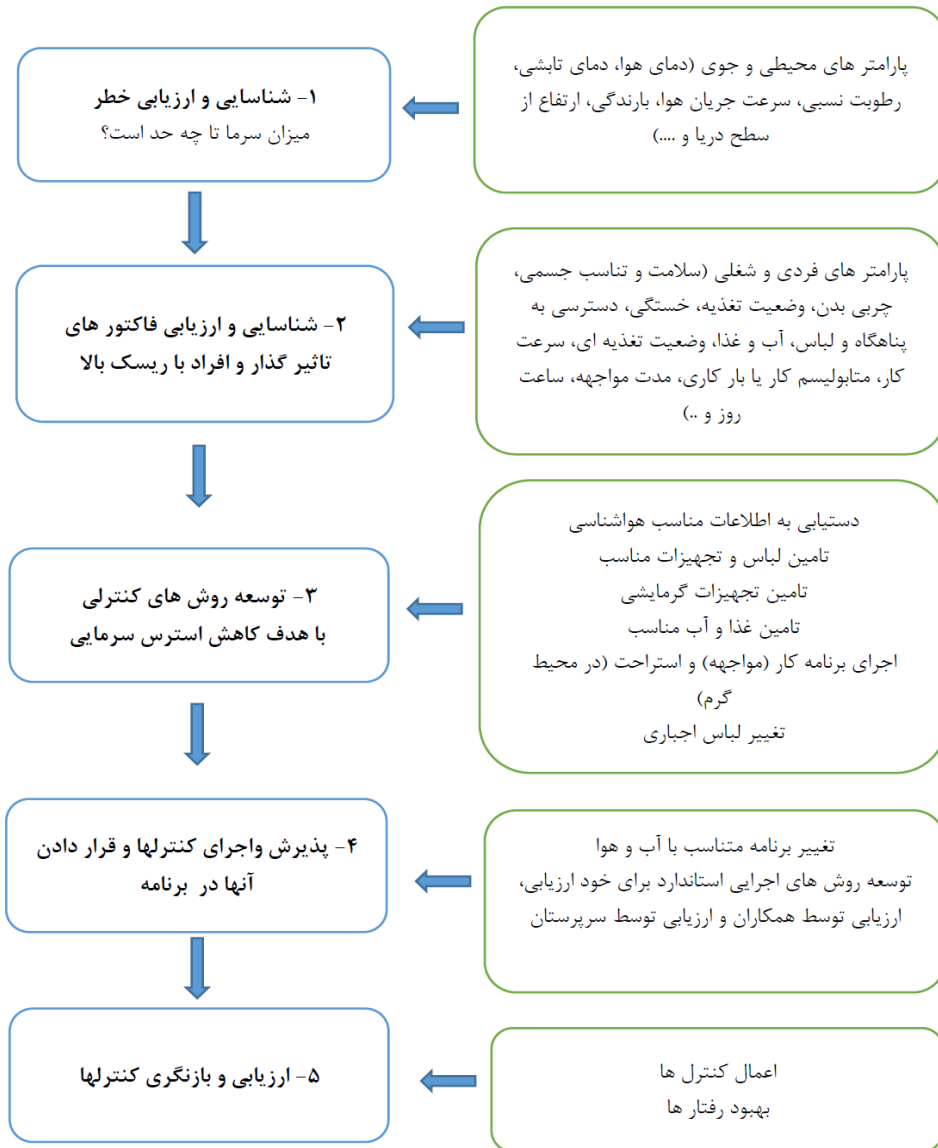 ۱- شناسایی و ارزیابی خطر
میزان سرما تا چه حد است؟
پارامتر های محیطی و جوی (دمای هوا، دمای تابشی،
رطوبت نسبی، سرعت جریان هوا، بارندگی، ارتفاع از
سطح دریا و ....)
۲- شناسایی و ارزیابی فاکتور های
تاثیر گذار و افراد با ریسک بالا
پارامتر های فردی و شغلی (سلامت و تناسب جسمی،
چربی بدن، وضعیت تغذیه، خستگی، دسترسی به
پناهگاه و لباس، آب و غذا، وضعیت تغذیه ای، سرعت
کار، متابولیسم کار یا بار کاری، مدت مواجهه، ساعت
روز و ..)
۳- توسعه روش های کنترلی
با هدف کاهش استرس سرمایی
دستیابی به اطلاعات مناسب هواشناسی
تامین لباس و تجهیزات مناسب
تامین تجهیزات گرمایشی
تامین غذا و آب مناسب
اجرای برنامه کار (مواجهه) و استراحت (در محیط
گرم)
تغییر لباس اجباری
۴- پذیرش واجرای کنترلها و قرار دادن
آنها در برنامه
تغییر برنامه متناسب با آب و هوا
توسعه روش های اجرایی استاندارد برای خود ارزیابی،
ارزیابی توسط همکاران و ارزیابی توسط سرپرستان
۵- ارزیابی و بازنگری کنترلها
اعمال کنترل ها
بهبود رفتار ها